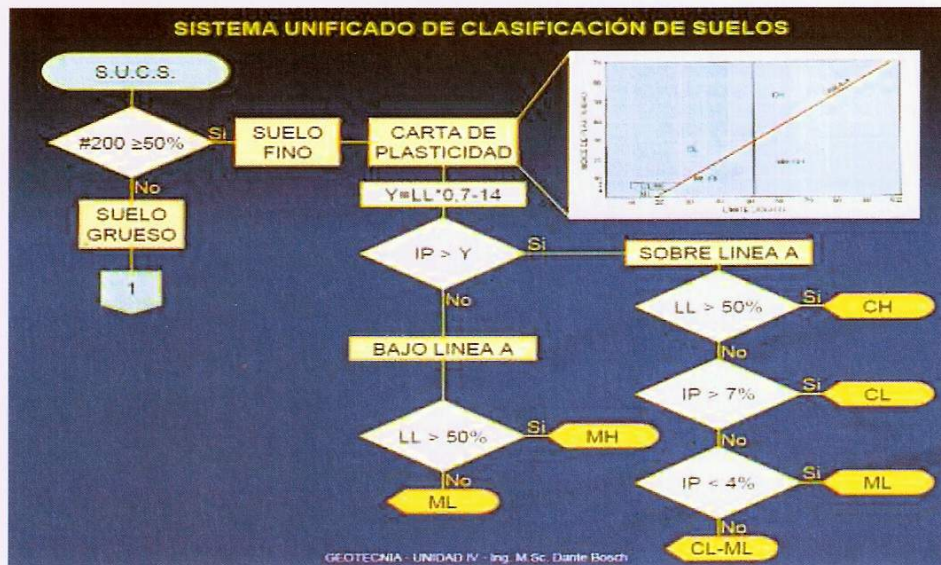 SISTEMA UNIFICADO DE CLASIFICACIÓN DE SUELOS
S.U.C.S.
#200 ≥50%
Si
SUELO
FINO
CARTA DE
PLASTICIDAD
No
SUELO
GRUESO
1
Y=LL*0,7-14
IP > Y
Si
SOBRE LINEA A
No
BAJO LINEA A
LL > 50%
Si
MH
No
ML
LL > 50%
Si
CH
No
IP > 7%
Si
CL
No
IP < 4%
Si
ML
No
CL-ML
CH
CL
GEOTECNIA - UNIDAD IV - Ing. M.Sc. Dante Bosch